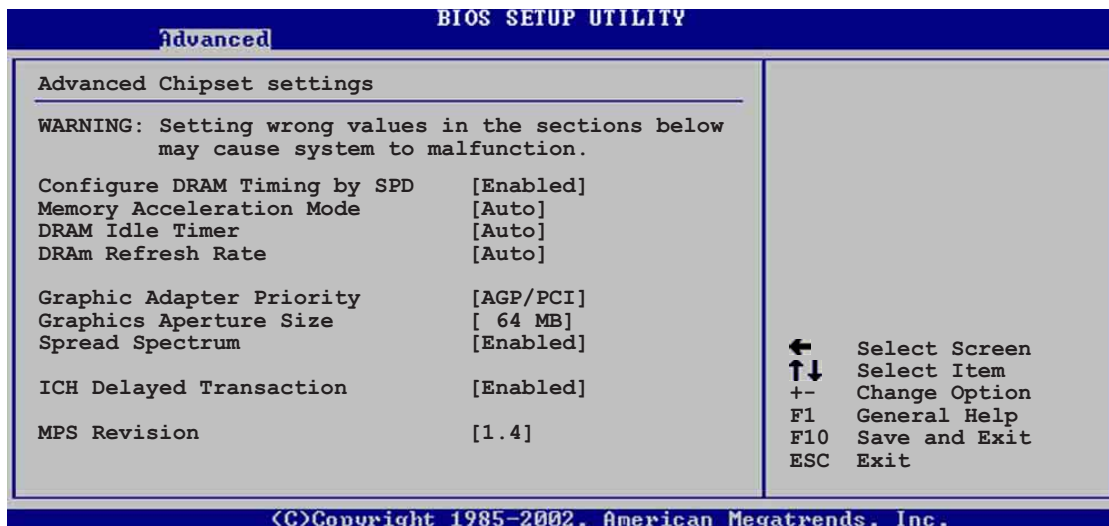 BIOS SETUP UTILITY
Advanced
Advanced Chipset settings
WARNING: Setting wrong values in the sections below
may cause system to malfunction.
Configure DRAM Timing by SPD [Enabled]
Memory Acceleration Mode [Auto]
DRAM Idle Timer [Auto]
DRAm Refresh Rate [Auto]
Graphic Adapter Priority [AGP/PCI]
Graphics Aperture Size [ 64 MB]
Spread Spectrum [Enabled]
ICH Delayed Transaction [Enabled]
MPS Revision [1.4]
← Select Screen
↑↓ Select Item
+- Change Option
F1 General Help
F10 Save and Exit
ESC Exit
(C)Copyright 1985-2002, American Megatrends, Inc.